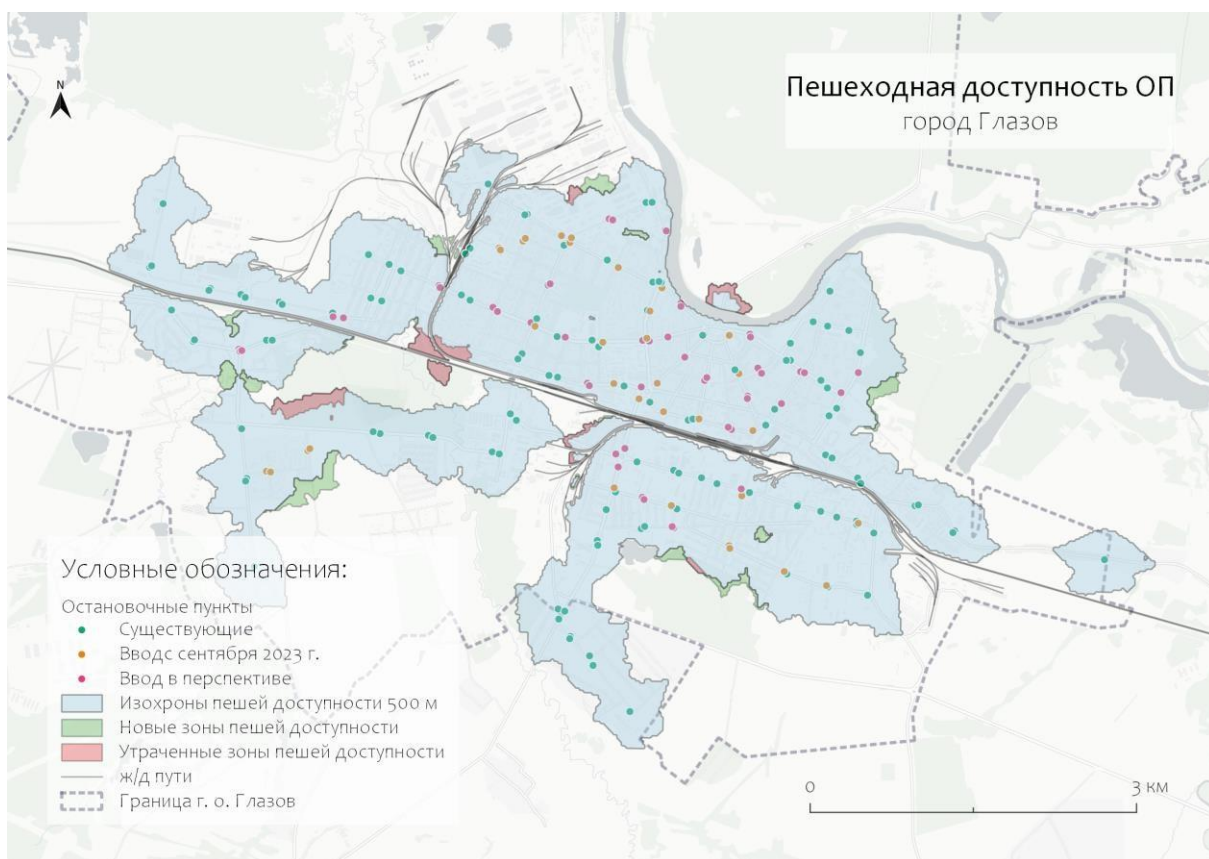 N
Пешеходная доступность ОП
город Глазов
Условные обозначения:
Остановочные пункты
Существующие
Вводс сентября 2023 г.
Ввод в перспективе
Изохроны пешей доступности 500 м
Новые зоны пешей доступности
Утраченные зоны пешей доступности
ж/д пути
Граница г. о. Глазов
0
3 км